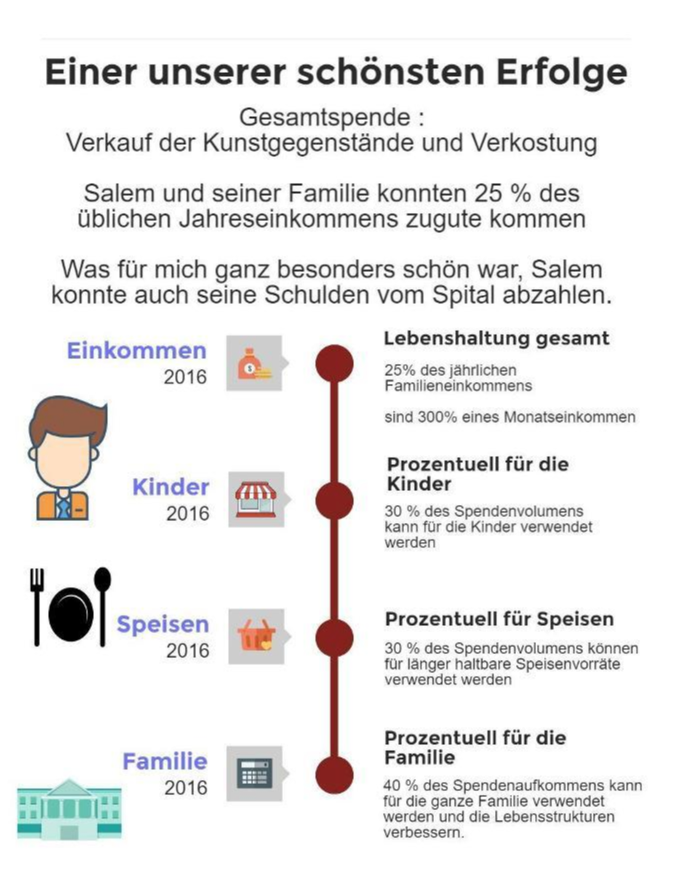 Einer unserer schönsten Erfolge
Gesamtspende :
Verkauf der Kunstgegenstände und Verkostung
Salem und seiner Familie konnten 25 % des
üblichen Jahreseinkommens zugute kommen
Was für mich ganz besonders schön war, Salem
konnte auch seine Schulden vom Spital abzahlen.
Einkommen
2016
Lebenshaltung gesamt
25% des jährlichen
Familieneinkommens
sind 300% eines Monatseinkommen
Kinder
2016
Prozentuell für die
Kinder
30 % des Spendenvolumens
kann für die Kinder verwendet
werden
Speisen
2016
Prozentuell für Speisen
30 % des Spendenvolumens können
für länger haltbare Speisenvorräte
verwendet werden
Familie
2016
Prozentuell für die
Familie
40 % des Spendenaufkommens kann
für die ganze Familie verwendet
werden und die Lebensstrukturen
verbessern.